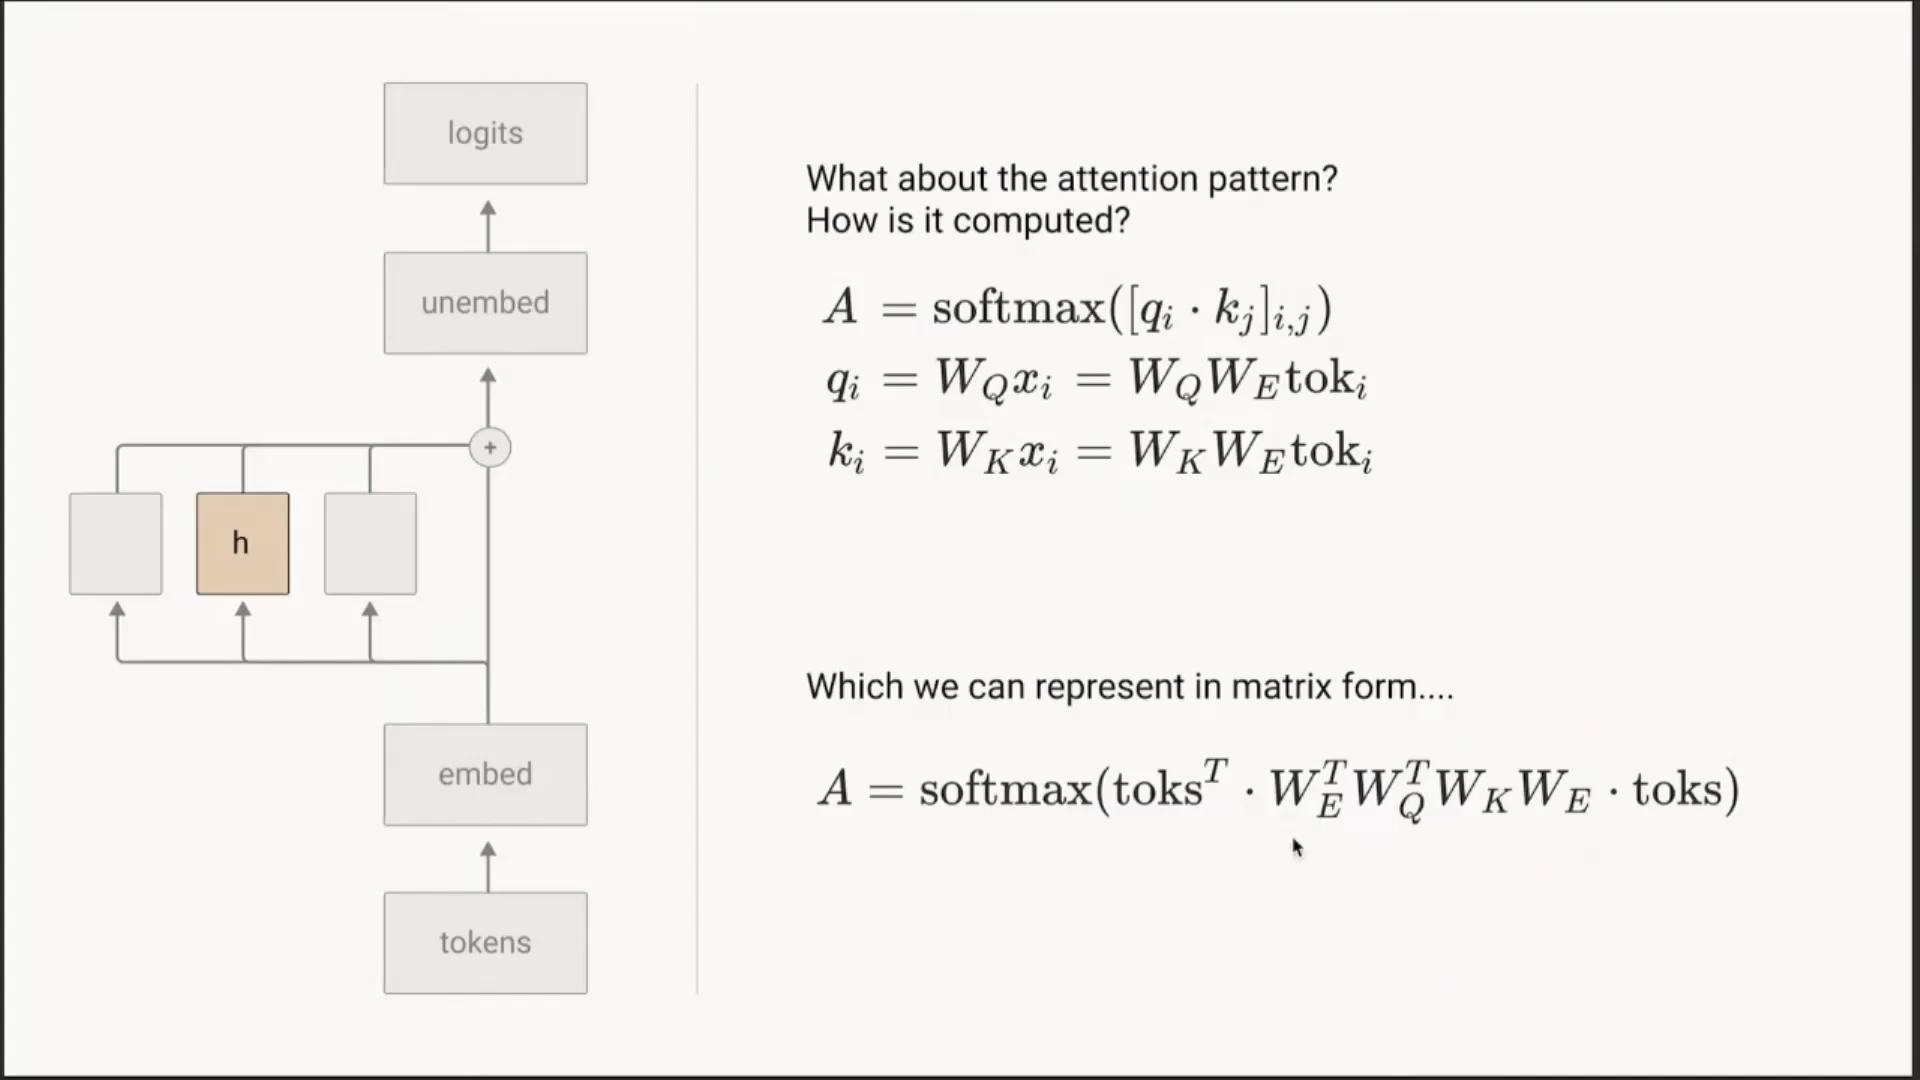 logits
unembed
+
h
embed
tokens
What about the attention pattern?
How is it computed?
A = softmax([q_i · k_j]_{i,j})
q_i = W_Q x_i = W_Q W_E tok_i
k_i = W_K x_i = W_K W_E tok_i
Which we can represent in matrix form....
A = softmax(toks^T · W_E^T W_Q^T W_K W_E · toks)